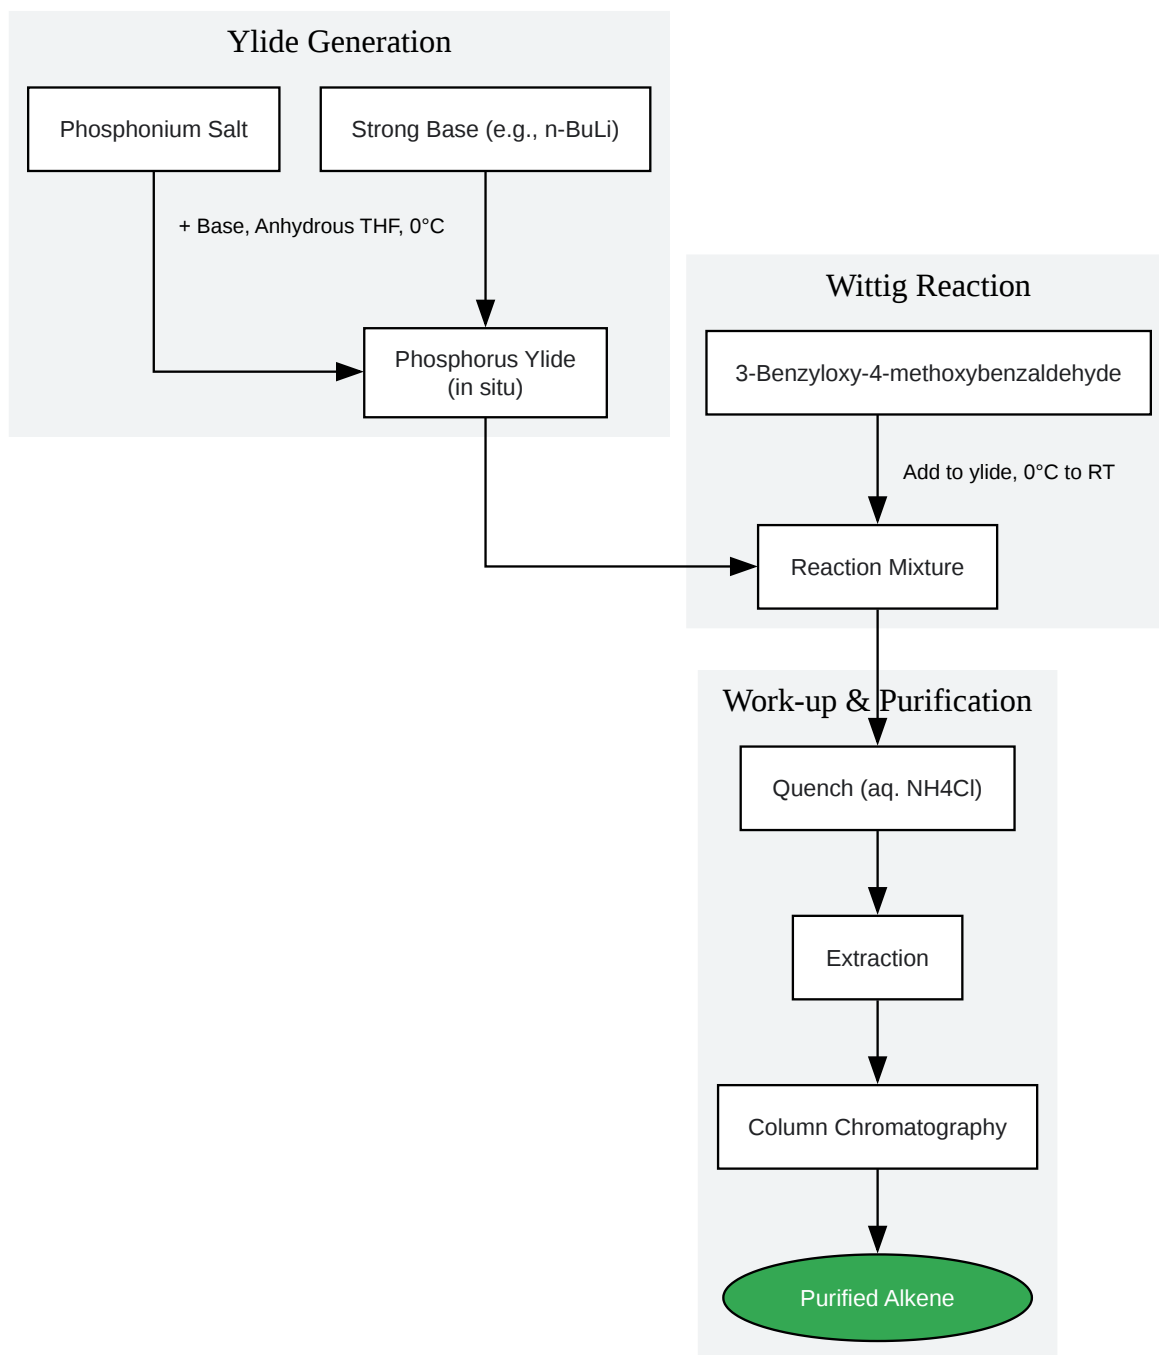 Ylide Generation
Phosphonium Salt
Strong Base (e.g., n-BuLi)
+ Base, Anhydrous THF, 0°C
Phosphorus Ylide
(in situ)
Wittig Reaction
3-Benzyloxy-4-methoxybenzaldehyde
Add to ylide, 0°C to RT
Reaction Mixture
Work-up & Purification
Quench (aq. NH4Cl)
Extraction
Column Chromatography
Purified Alkene